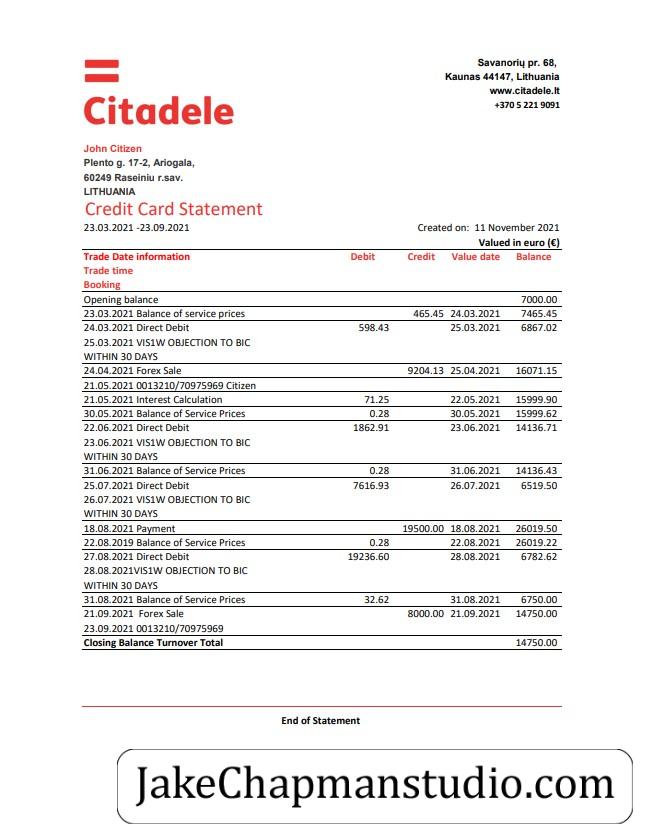 Citadele
Savanorių pr. 68,
Kaunas 44147, Lithuania
www.citadele.lt
+370 5 221 9091
John Citizen
Plento g. 17-2, Ariogala,
60249 Raseiniu r.sav.
LITHUANIA
Credit Card Statement
23.03.2021 -23.09.2021 Created on: 11 November 2021
Valued in euro (€)
Trade Date information Debit Credit Value date Balance
Trade time
Booking
Opening balance 7000.00
23.03.2021 Balance of service prices 465.45 24.03.2021 7465.45
24.03.2021 Direct Debit 598.43 25.03.2021 6867.02
25.03.2021 VIS1W OBJECTION TO BIC
WITHIN 30 DAYS
24.04.2021 Forex Sale 9204.13 25.04.2021 16071.15
21.05.2021 0013210/70975969 Citizen
21.05.2021 Interest Calculation 71.25 22.05.2021 15999.90
30.05.2021 Balance of Service Prices 0.28 30.05.2021 15999.62
22.06.2021 Direct Debit 1862.91 23.06.2021 14136.71
23.06.2021 VIS1W OBJECTION TO BIC
WITHIN 30 DAYS
31.06.2021 Balance of Service Prices 0.28 31.06.2021 14136.43
25.07.2021 Direct Debit 7616.93 26.07.2021 6519.50
26.07.2021 VIS1W OBJECTION TO BIC
WITHIN 30 DAYS
18.08.2021 Payment 19500.00 18.08.2021 26019.50
22.08.2019 Balance of Service Prices 0.28 22.08.2021 26019.22
27.08.2021 Direct Debit 19236.60 28.08.2021 6782.62
28.08.2021VIS1W OBJECTION TO BIC
WITHIN 30 DAYS
31.08.2021 Balance of Service Prices 32.62 31.08.2021 6750.00
21.09.2021 Forex Sale 8000.00 21.09.2021 14750.00
23.09.2021 0013210/70975969
Closing Balance Turnover Total 14750.00
End of Statement
JakeChapmanstudio.com